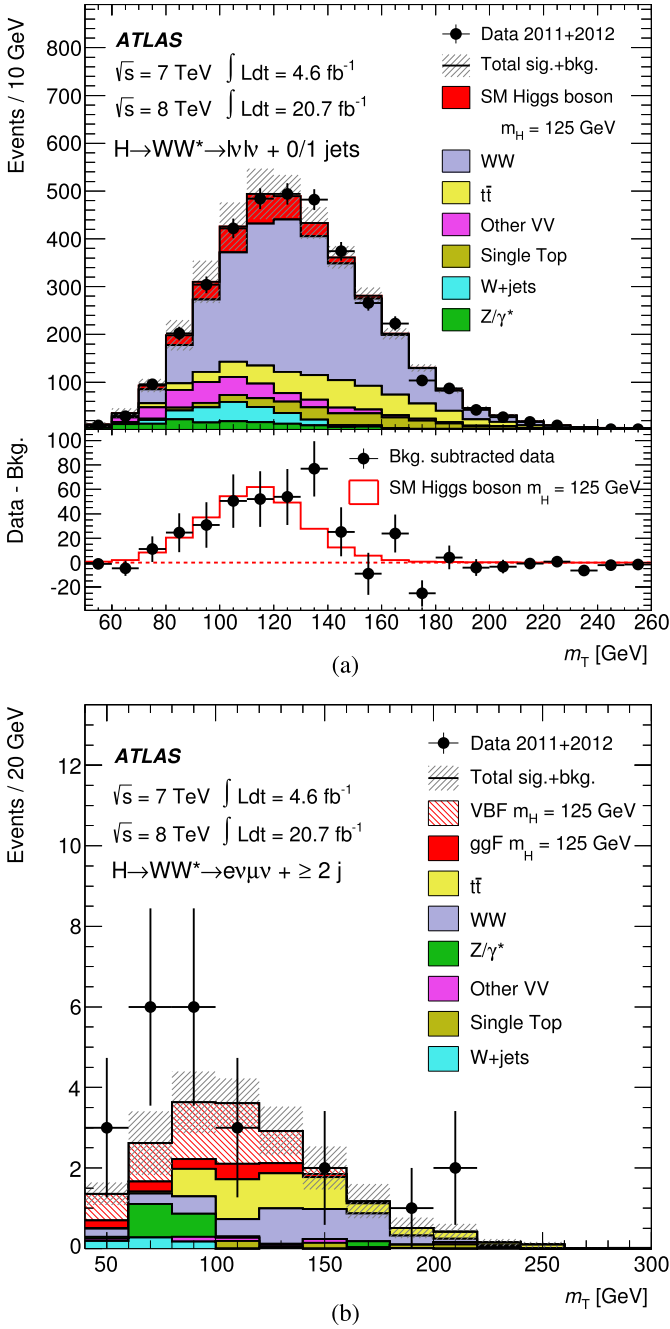 Events / 10 GeV
800
700
600
500
400
300
200
100
ATLAS
√s = 7 TeV ∫ Ldt = 4.6 fb⁻¹
√s = 8 TeV ∫ Ldt = 20.7 fb⁻¹
H→WW*→lνlν + 0/1 jets
Data 2011+2012
Total sig.+bkg.
SM Higgs boson
m_H = 125 GeV
WW
tt̄
Other VV
Single Top
W+jets
Z/γ*
Data - Bkg.
100
80
60
40
20
0
-20
Bkg. subtracted data
SM Higgs boson m_H = 125 GeV
60 80 100 120 140 160 180 200 220 240 260
m_T [GeV]
(a)
Events / 20 GeV
12
10
8
6
4
2
0
ATLAS
√s = 7 TeV ∫ Ldt = 4.6 fb⁻¹
√s = 8 TeV ∫ Ldt = 20.7 fb⁻¹
H→WW*→eνμν + ≥ 2 j
Data 2011+2012
Total sig.+bkg.
VBF m_H = 125 GeV
ggF m_H = 125 GeV
tt̄
WW
Z/γ*
Other VV
Single Top
W+jets
50 100 150 200 250 300
m_T [GeV]
(b)